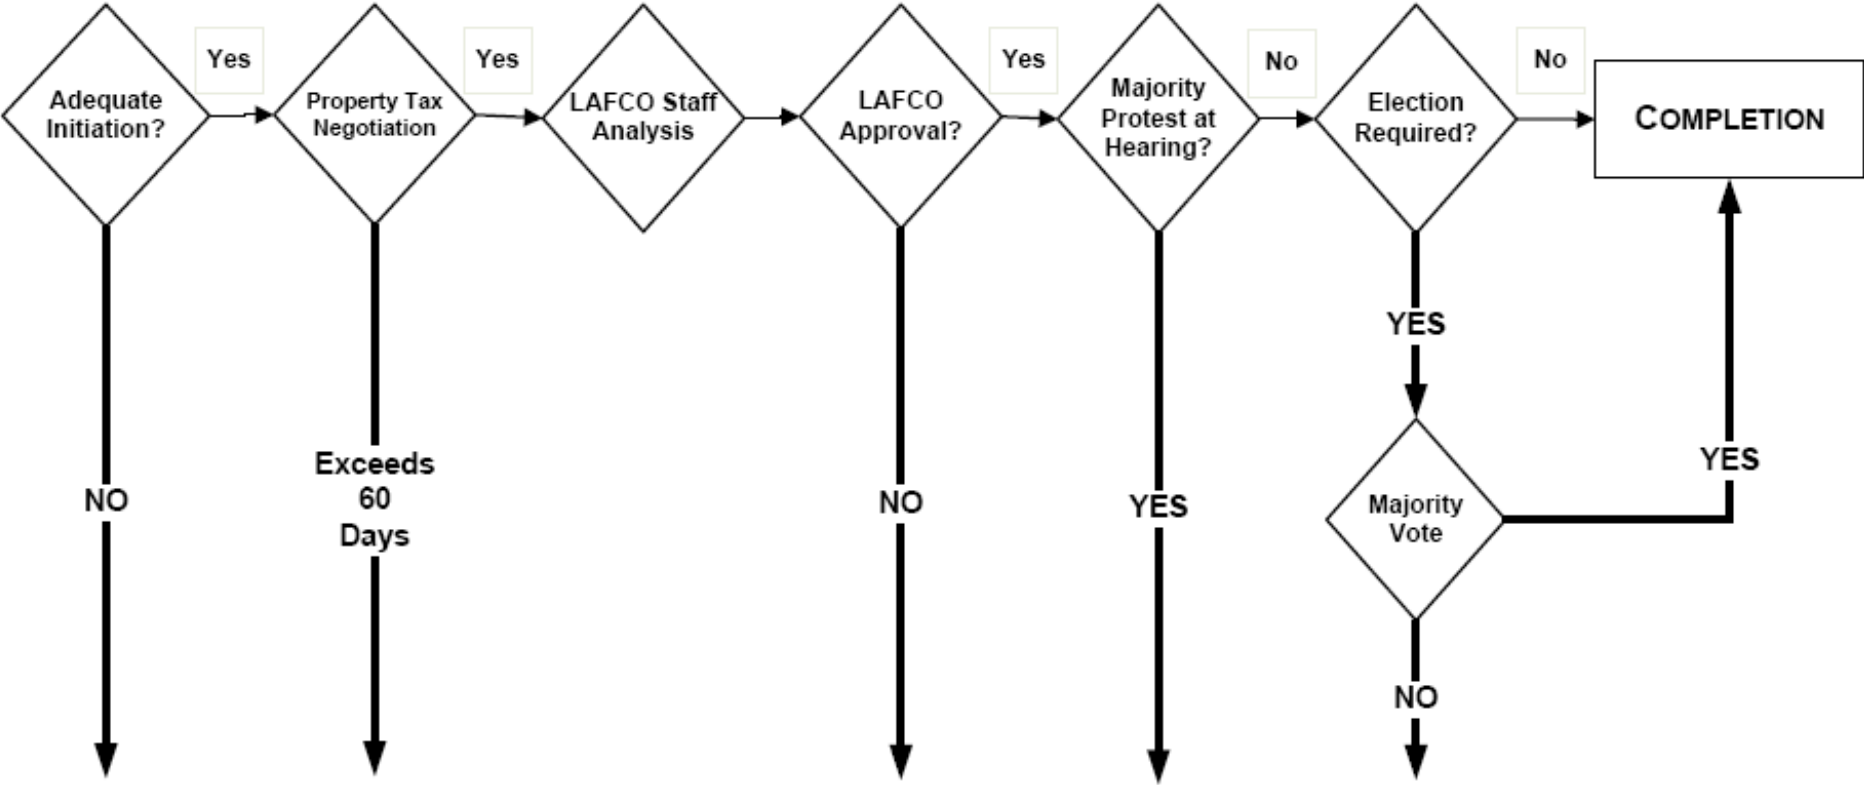 Adequate
Initiation?
Yes
Property Tax
Negotiation
Yes
LAFCO Staff
Analysis
LAFCO
Approval?
Yes
Majority
Protest at
Hearing?
No
Election
Required?
No
COMPLETION
NO
Exceeds
60
Days
NO
YES
YES
Majority
Vote
YES
NO